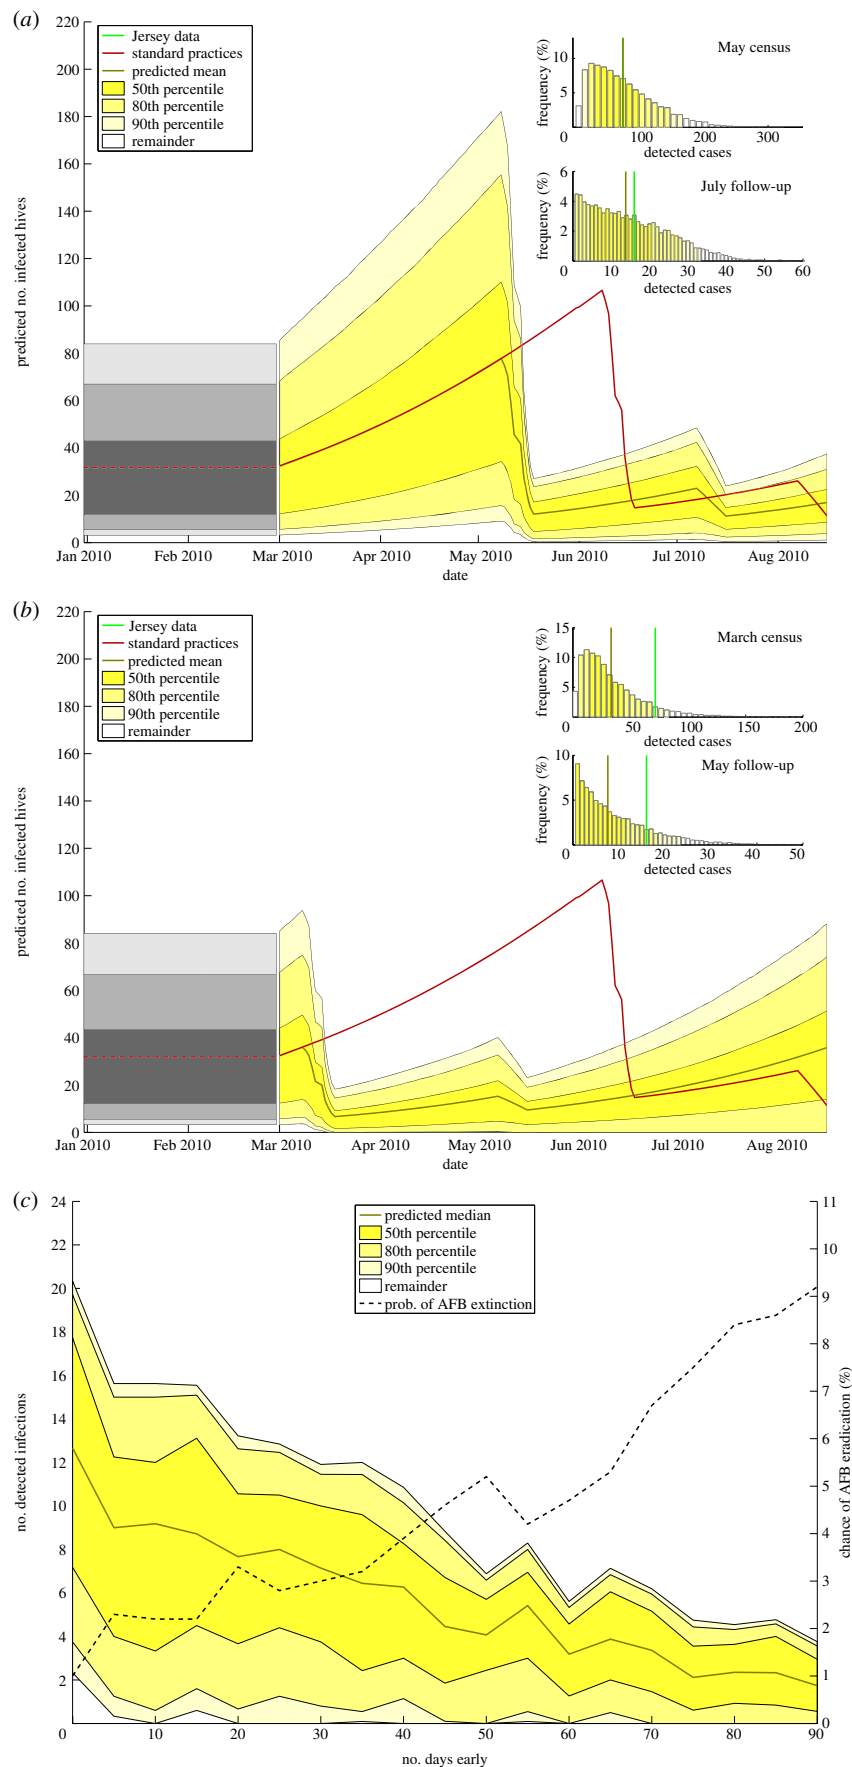 (a)
220
200
180
160
140
120
100
80
60
40
20
0
predicted no. infected hives
Jersey data
standard practices
predicted mean
50th percentile
80th percentile
90th percentile
remainder
May census
frequency (%)
10
5
0
100
200
300
detected cases
July follow-up
frequency (%)
6
4
2
0
10
20
30
40
50
60
detected cases
Jan 2010
Feb 2010
Mar 2010
Apr 2010
May 2010
Jun 2010
Jul 2010
Aug 2010
date
(b)
220
200
180
160
140
120
100
80
60
40
20
0
predicted no. infected hives
Jersey data
standard practices
predicted mean
50th percentile
80th percentile
90th percentile
remainder
March census
frequency (%)
15
10
5
0
50
100
150
200
detected cases
May follow-up
frequency (%)
10
5
0
10
20
30
40
50
detected cases
Jan 2010
Feb 2010
Mar 2010
Apr 2010
May 2010
Jun 2010
Jul 2010
Aug 2010
date
(c)
24
22
20
18
16
14
12
10
8
6
4
2
0
no. detected infections
predicted median
50th percentile
80th percentile
90th percentile
remainder
prob. of AFB extinction
11
10
9
8
7
6
5
4
3
2
1
0
chance of AFB eradication (%)
10
20
30
40
50
60
70
80
90
no. days early